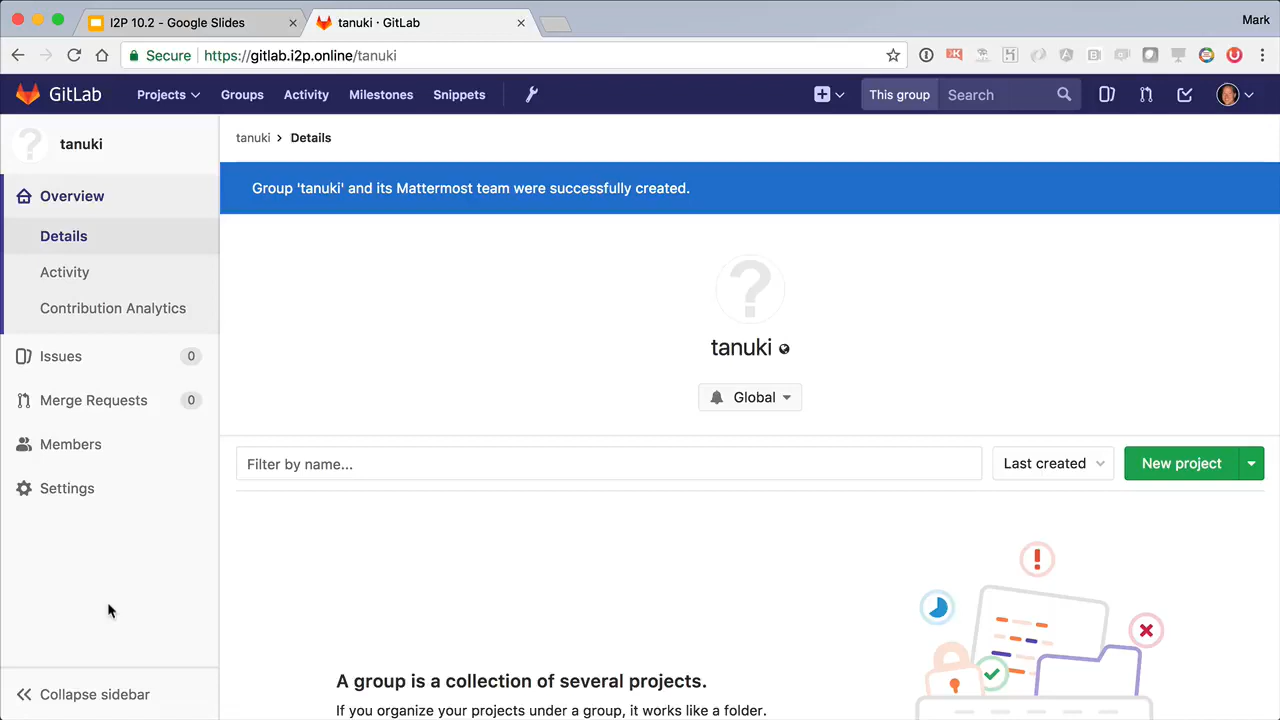 I2P 10.2 - Google Slides
tanuki · GitLab
Mark
Secure https://gitlab.i2p.online/tanuki
GitLab Projects Groups Activity Milestones Snippets This group Search
tanuki
tanuki > Details
Group 'tanuki' and its Mattermost team were successfully created.
Overview
Details
Activity
Contribution Analytics
Issues 0
Merge Requests 0
Members
Settings
Collapse sidebar
tanuki
Global
Filter by name...
Last created
New project
A group is a collection of several projects.
If you organize your projects under a group, it works like a folder.